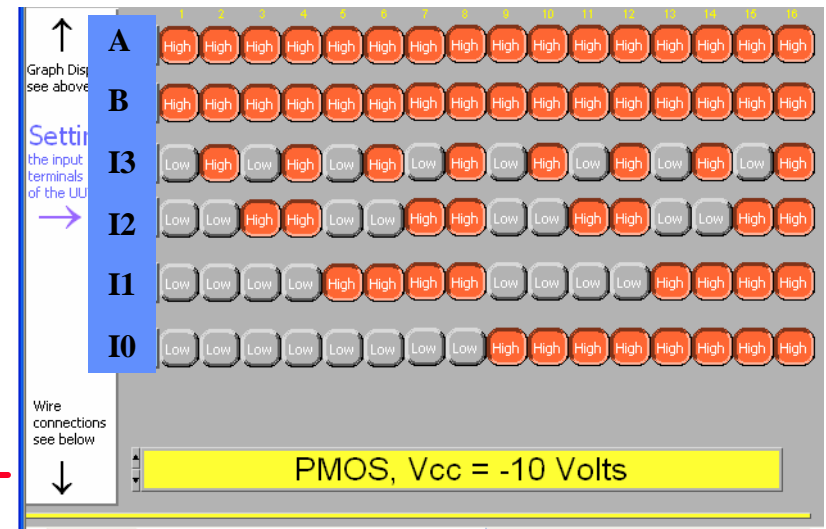 1 2 3 4 5 6 7 8 9 10 11 12 13 14 15 16
A High High High High High High High High High High High High High High High High
Graph Disp
see above
B High High High High High High High High High High High High High High High High
Settin
the input
terminals
of the UU
I3 Low High Low High Low High Low High Low High Low High Low High Low High
I2 Low Low High High Low Low High High Low Low High High Low Low High High
I1 Low Low Low Low High High High High Low Low Low Low High High High High
I0 Low Low Low Low Low Low Low Low High High High High High High High High
Wire
connections
see below
PMOS, Vcc = -10 Volts